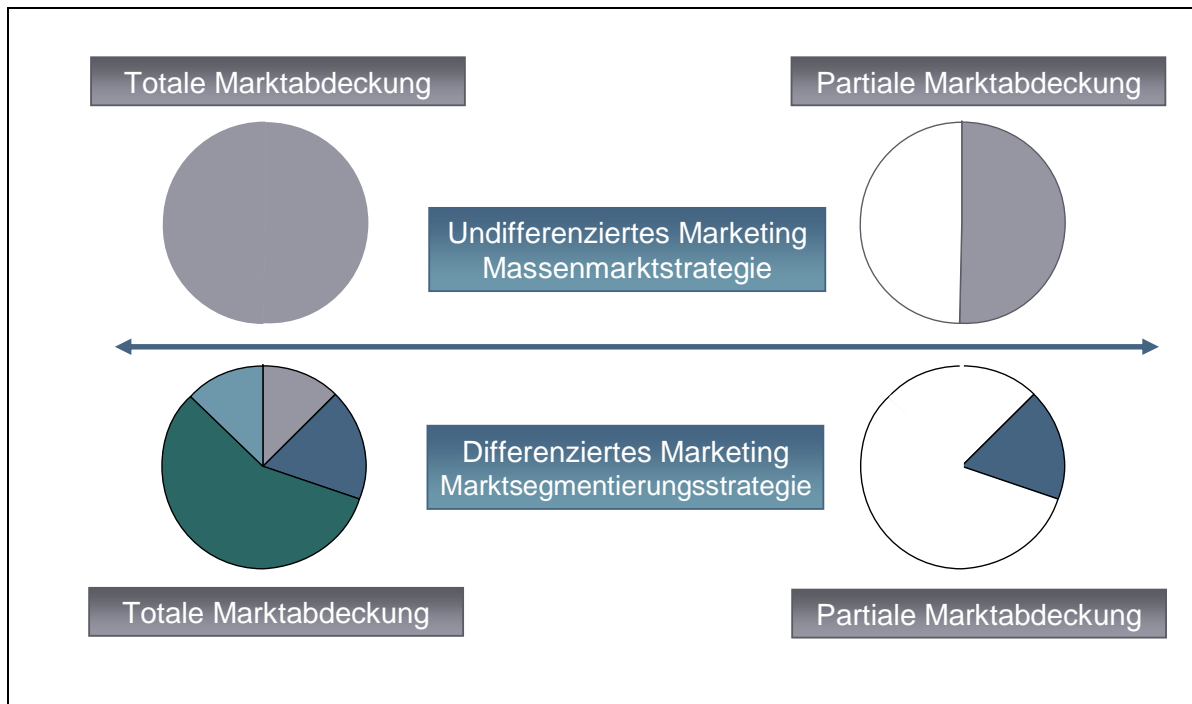 Totale Marktabdeckung
Partiale Marktabdeckung
Undifferenziertes Marketing
Massenmarktstrategie
Differenziertes Marketing
Marktsegmentierungsstrategie
Totale Marktabdeckung
Partiale Marktabdeckung